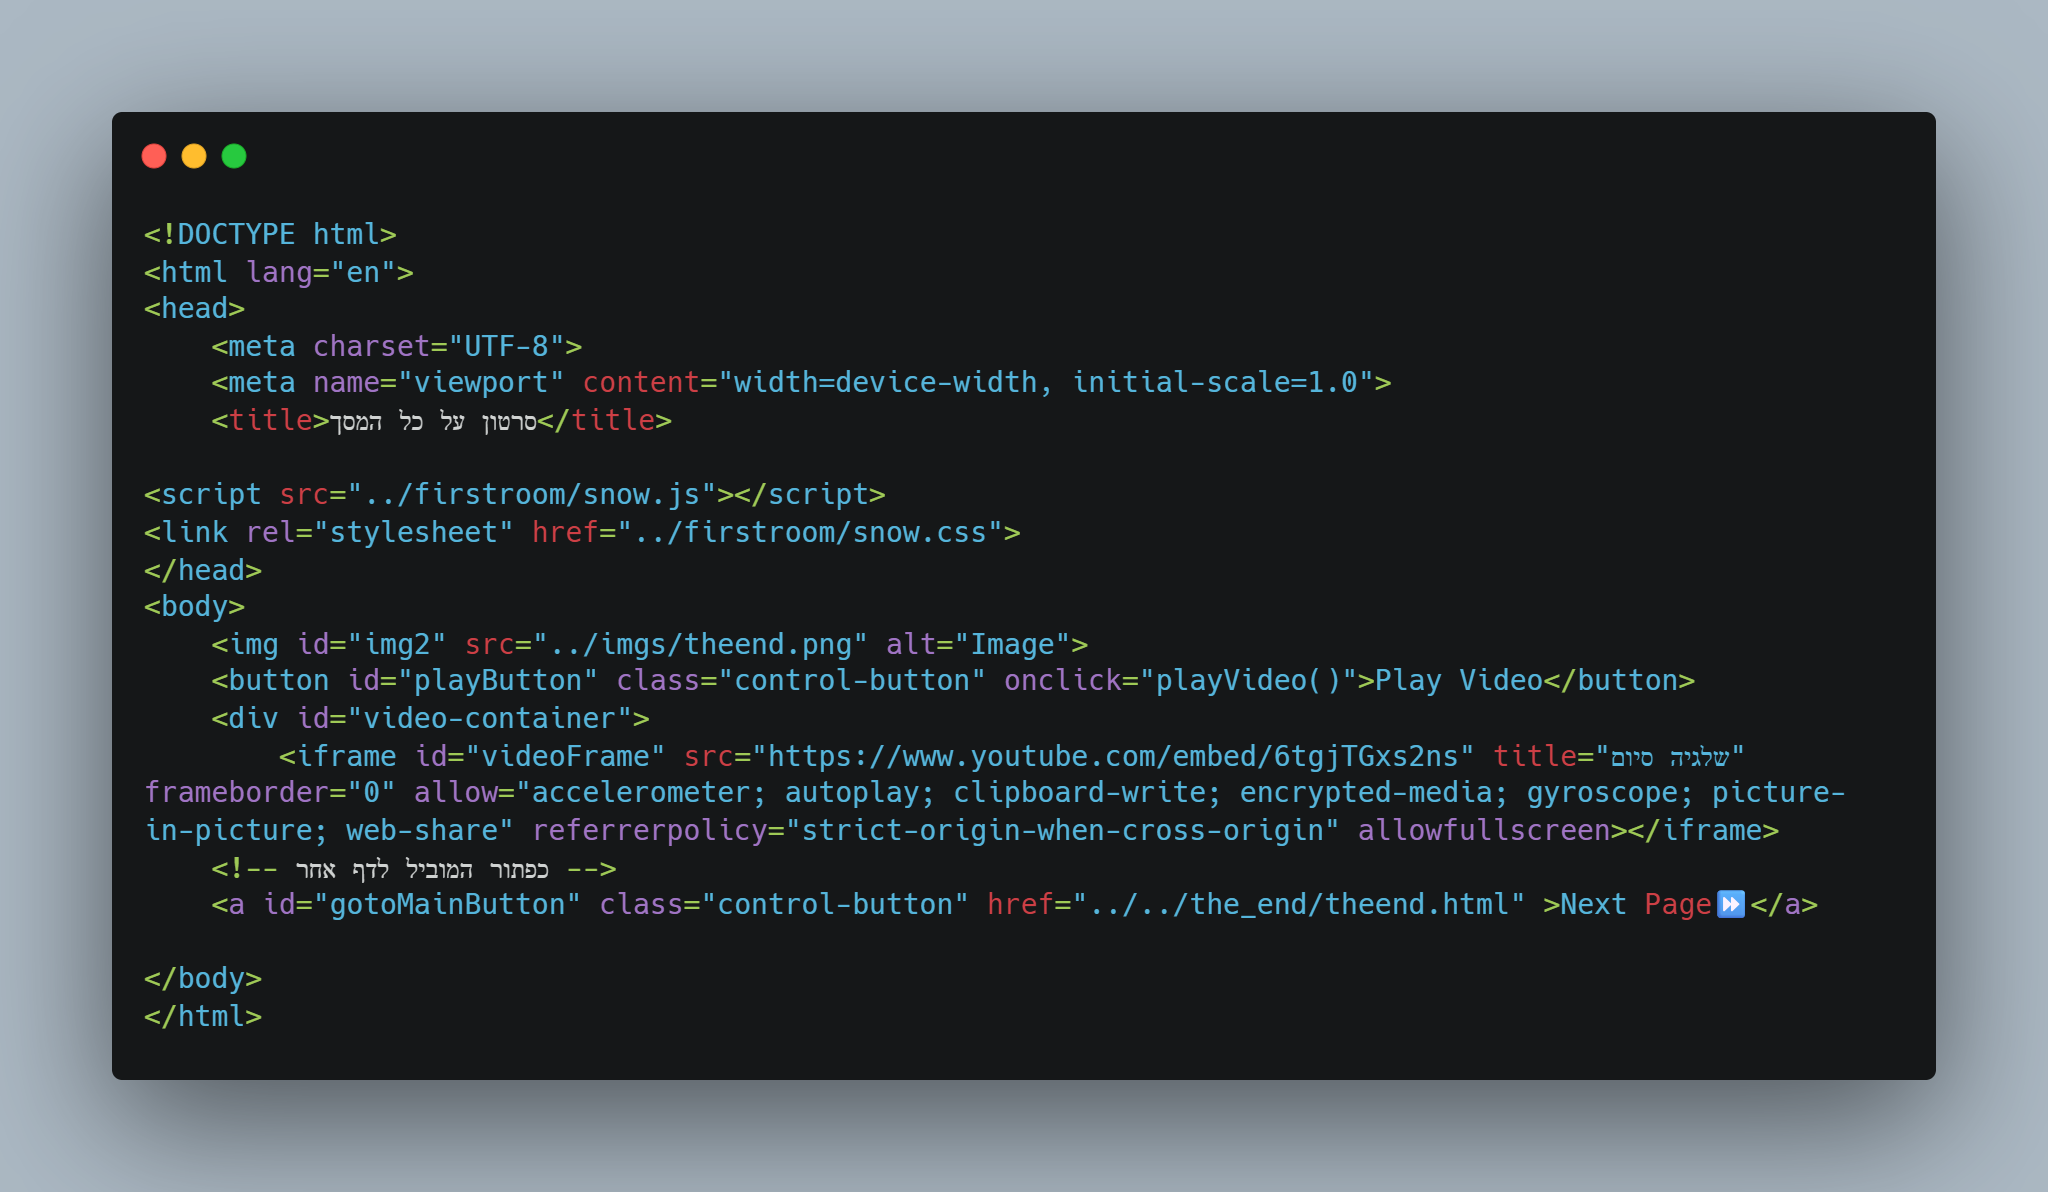 <!DOCTYPE html>
<html lang="en">
<head>
    <meta charset="UTF-8">
    <meta name="viewport" content="width=device-width, initial-scale=1.0">
    <title>סרטון על כל המסך</title>

<script src="../firstroom/snow.js"></script>
<link rel="stylesheet" href="../firstroom/snow.css">
</head>
<body>
    <img id="img2" src="../imgs/theend.png" alt="Image">
    <button id="playButton" class="control-button" onclick="playVideo()">Play Video</button>
    <div id="video-container">
        <iframe id="videoFrame" src="https://www.youtube.com/embed/6tgjTGxs2ns" title="שלגיה סיום"
frameborder="0" allow="accelerometer; autoplay; clipboard-write; encrypted-media; gyroscope; picture-
in-picture; web-share" referrerpolicy="strict-origin-when-cross-origin" allowfullscreen></iframe>
    <!-- כפתור המוביל לדף אחר -->
    <a id="gotoMainButton" class="control-button" href="../../the_end/theend.html" >Next Page⏩</a>

</body>
</html>